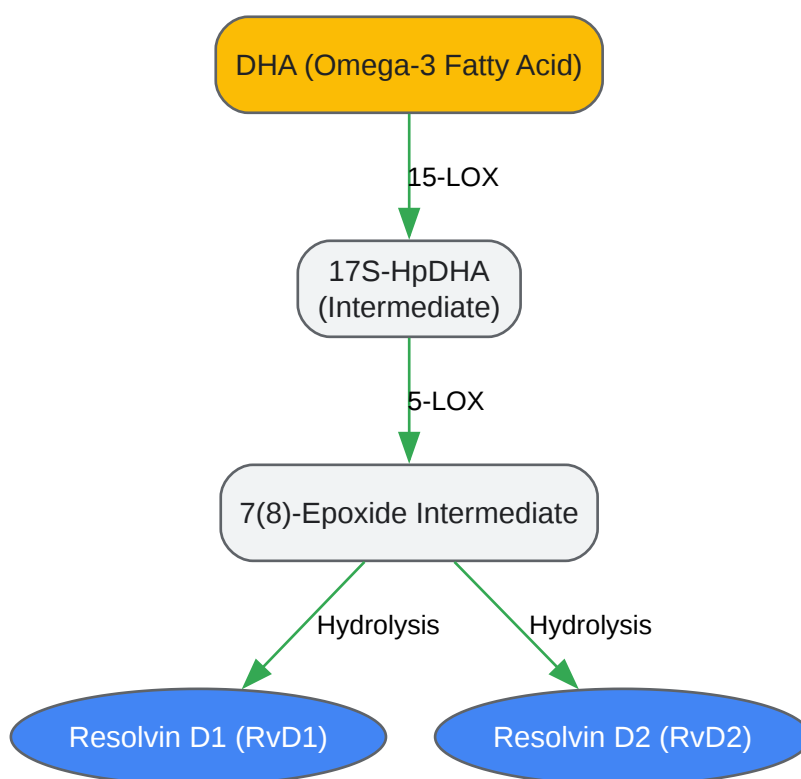 DHA (Omega-3 Fatty Acid)
15-LOX
17S-HpDHA
(Intermediate)
5-LOX
7(8)-Epoxide Intermediate
Hydrolysis
Hydrolysis
Resolvin D1 (RvD1)
Resolvin D2 (RvD2)